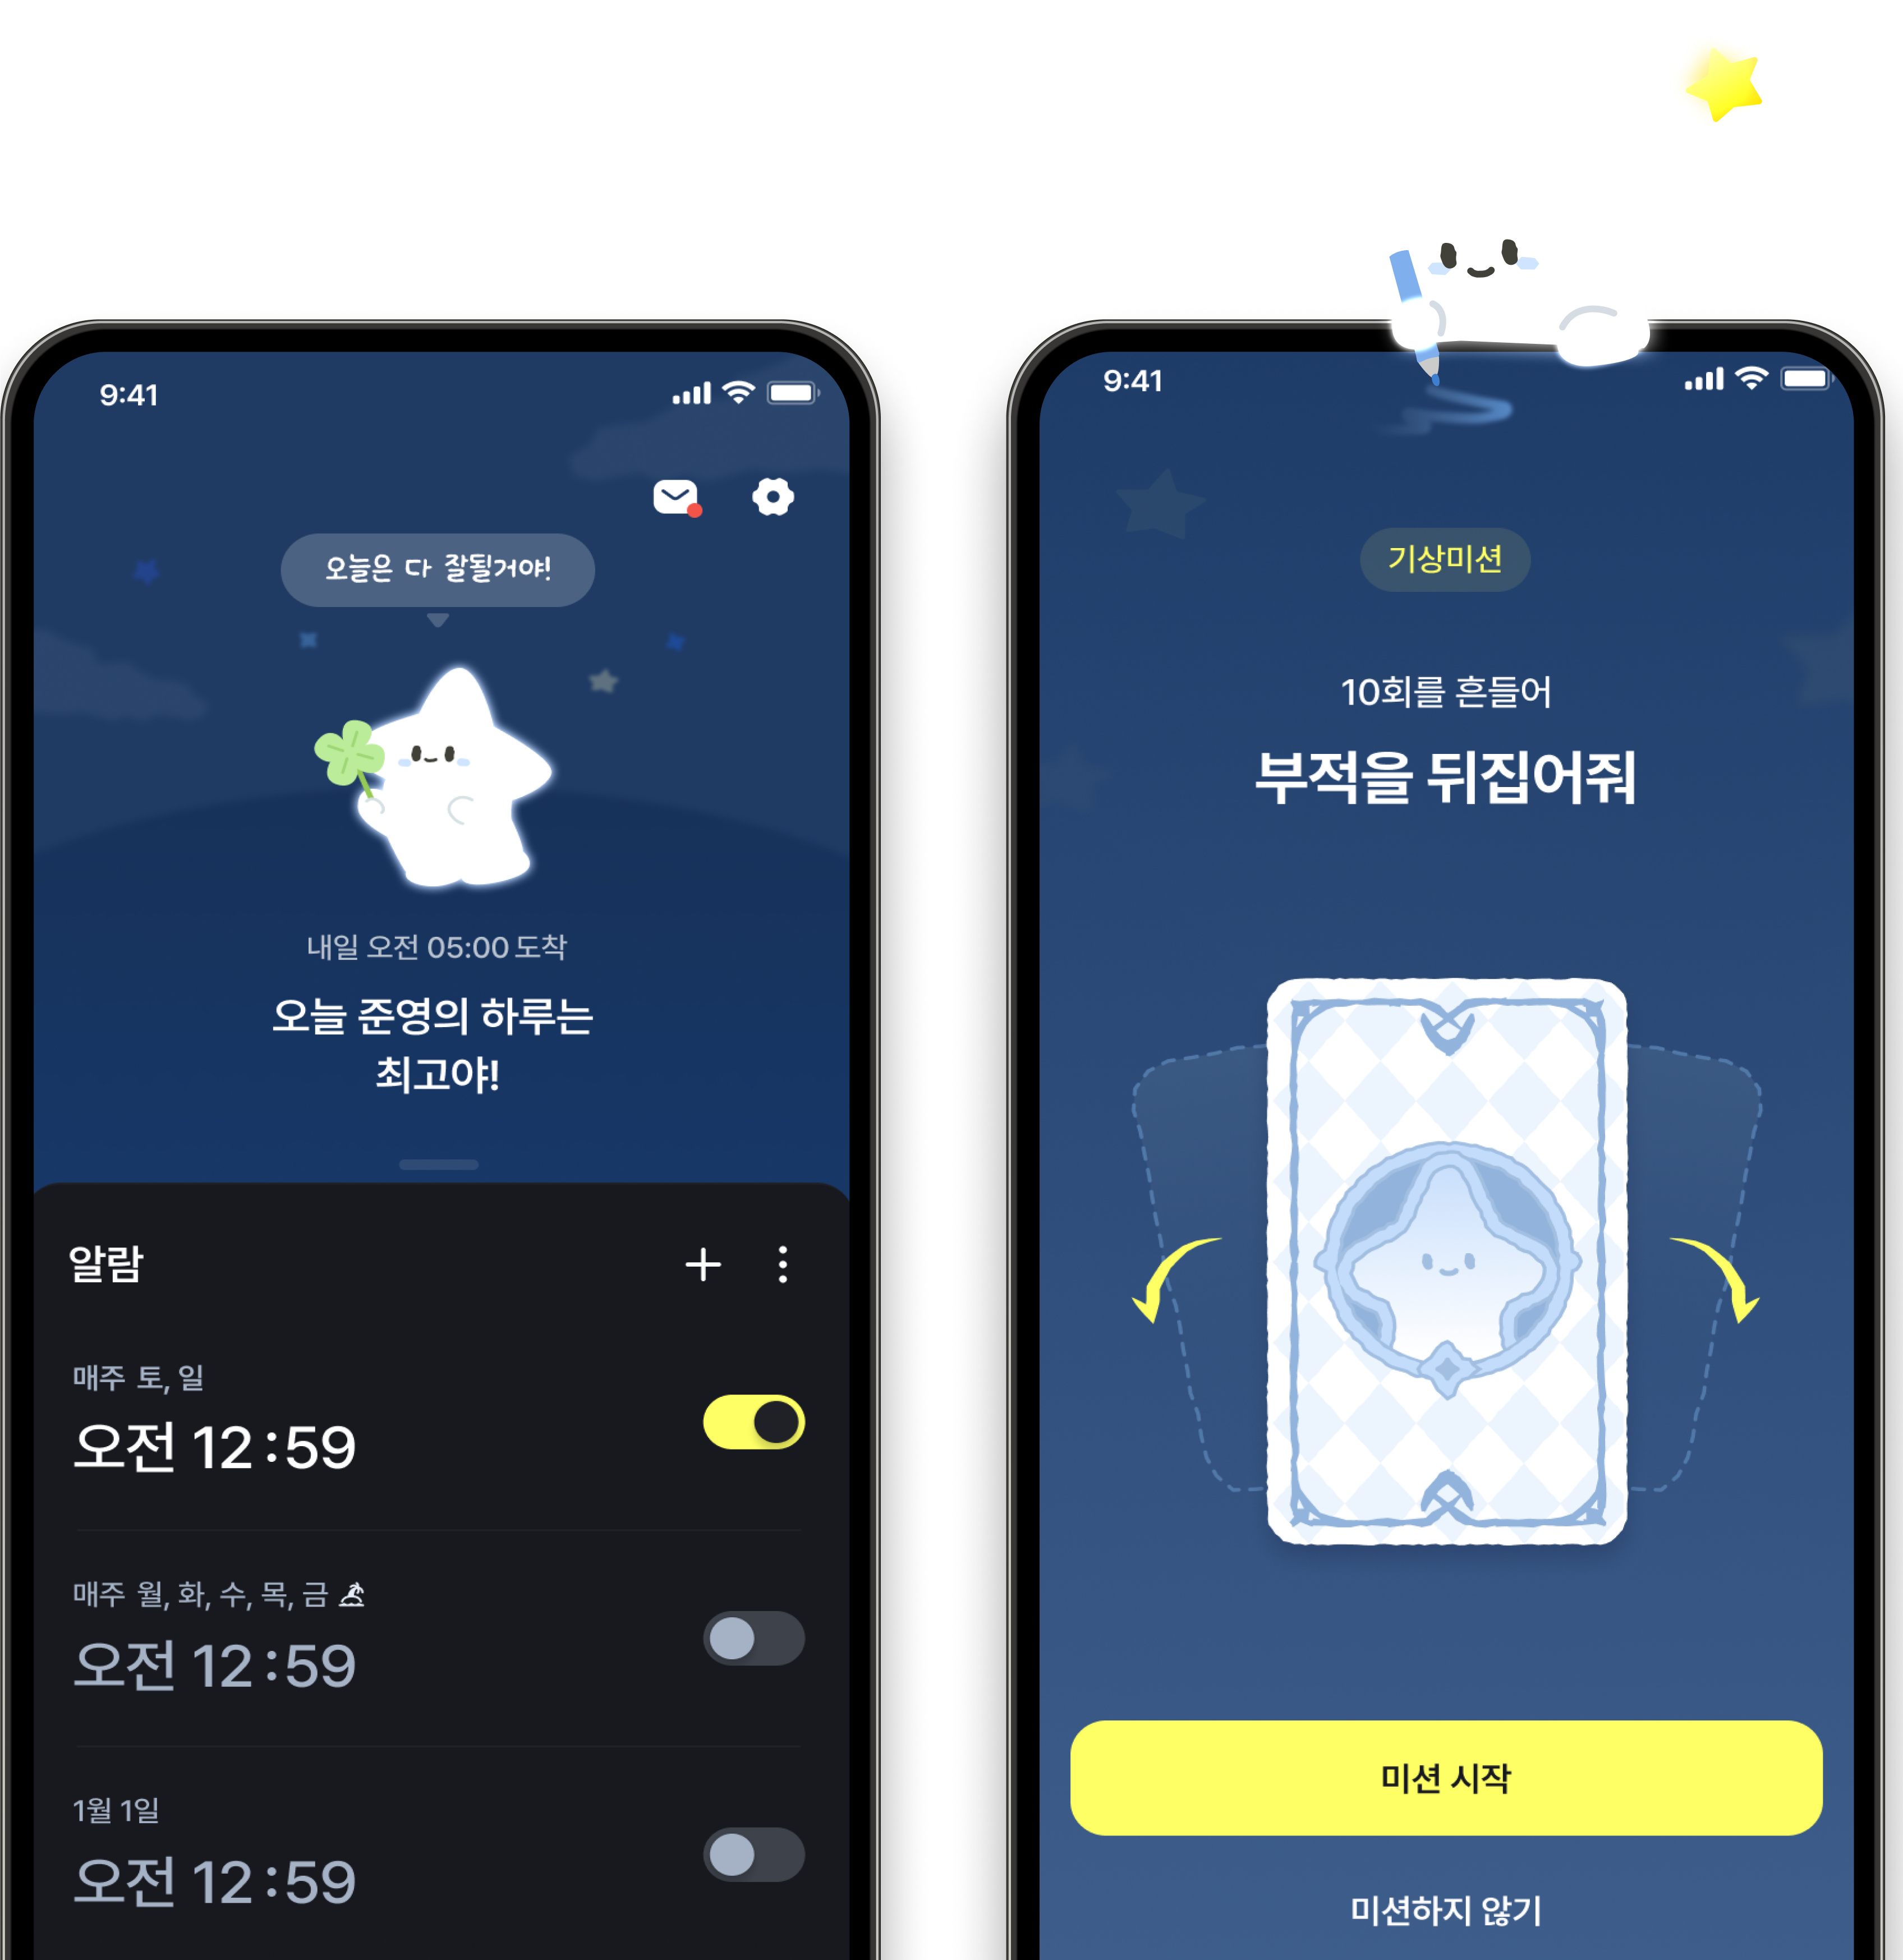 9:41
오늘은 다 잘될거야!
내일 오전 05:00 도착
오늘 준영의 하루는
최고야!
알람
매주 토, 일
오전 12:59
매주 월, 화, 수, 목, 금
오전 12:59
1월 1일
오전 12:59
9:41
기상미션
10회를 흔들어
부적을 뒤집어줘
미션 시작
미션하지 않기